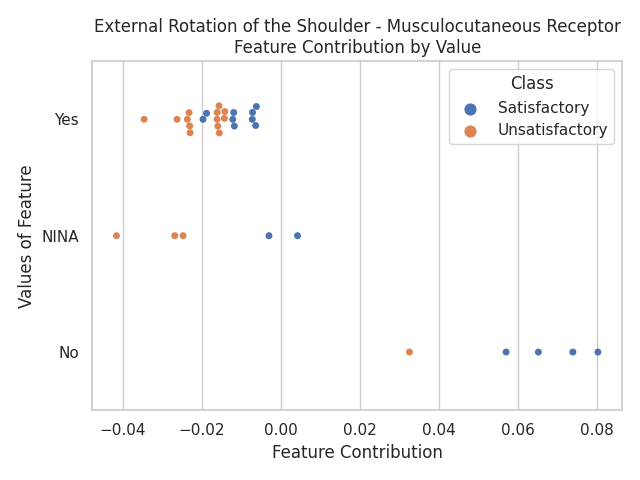 External Rotation of the Shoulder - Musculocutaneous Receptor
Feature Contribution by Value
Class
Satisfactory
Unsatisfactory
Values of Feature
Yes
NINA
No
−0.04 −0.02 0.00 0.02 0.04 0.06 0.08
Feature Contribution